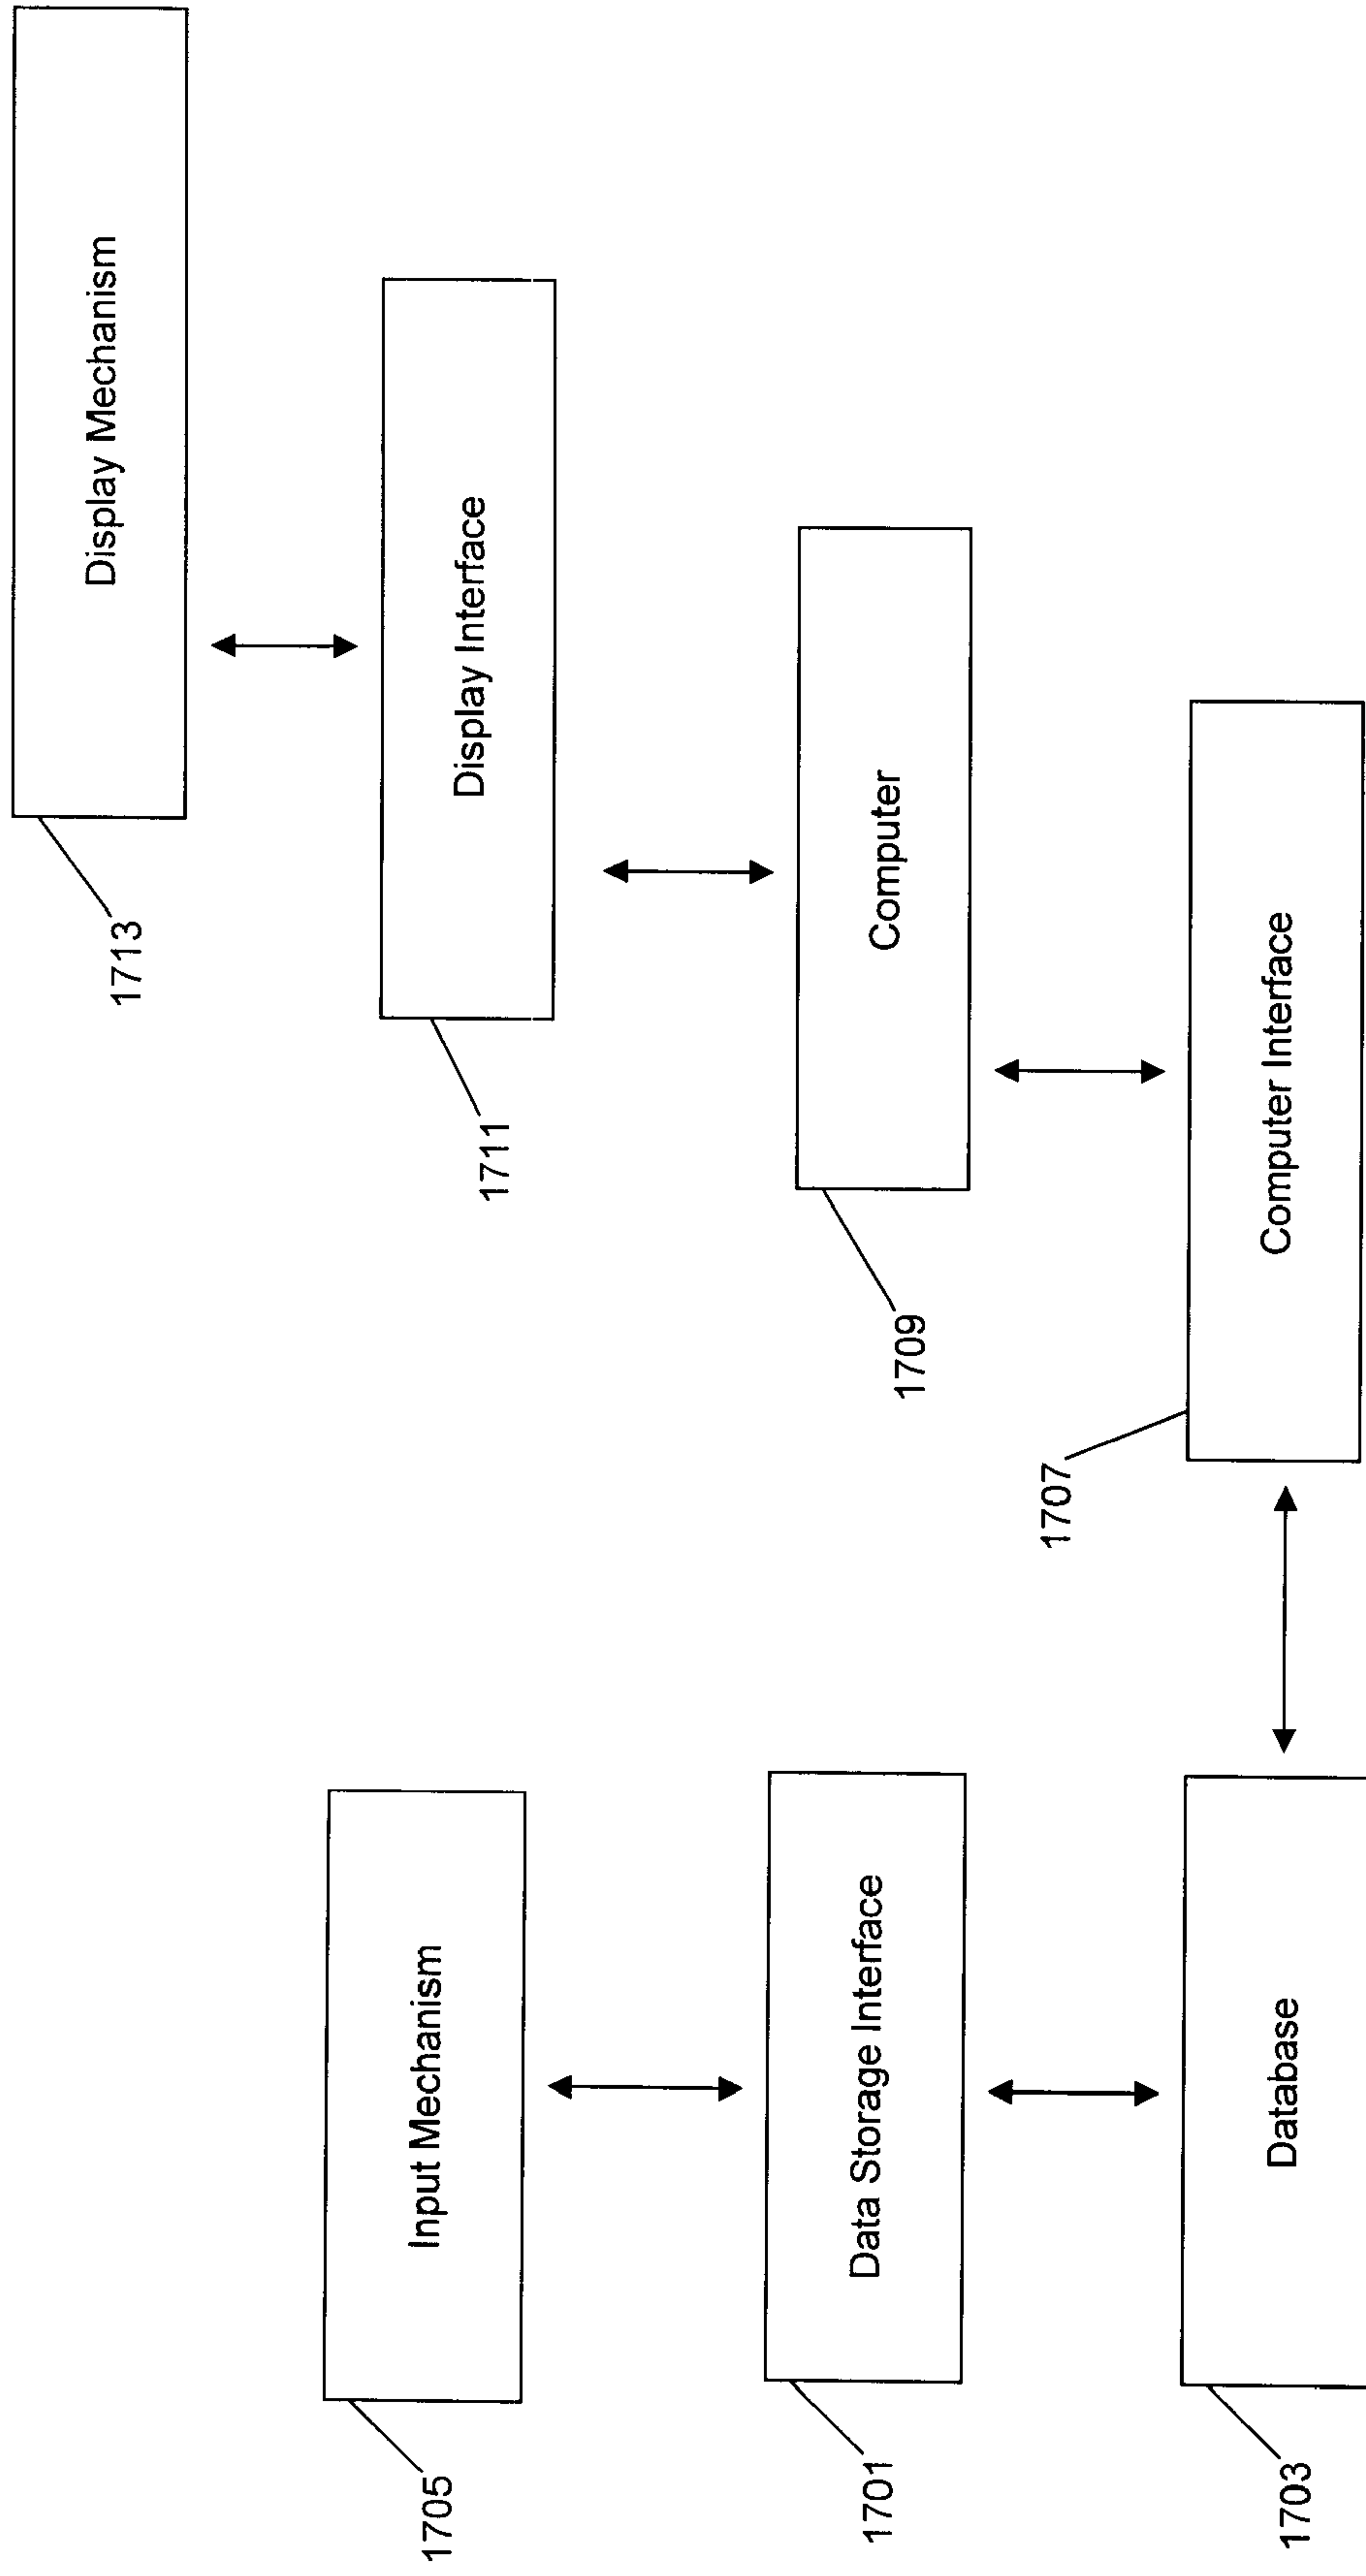 Display Mechanism
1713
Display Interface
1711
Computer
1709
Computer Interface
1707
Input Mechanism
1705
Data Storage Interface
1701
Database
1703